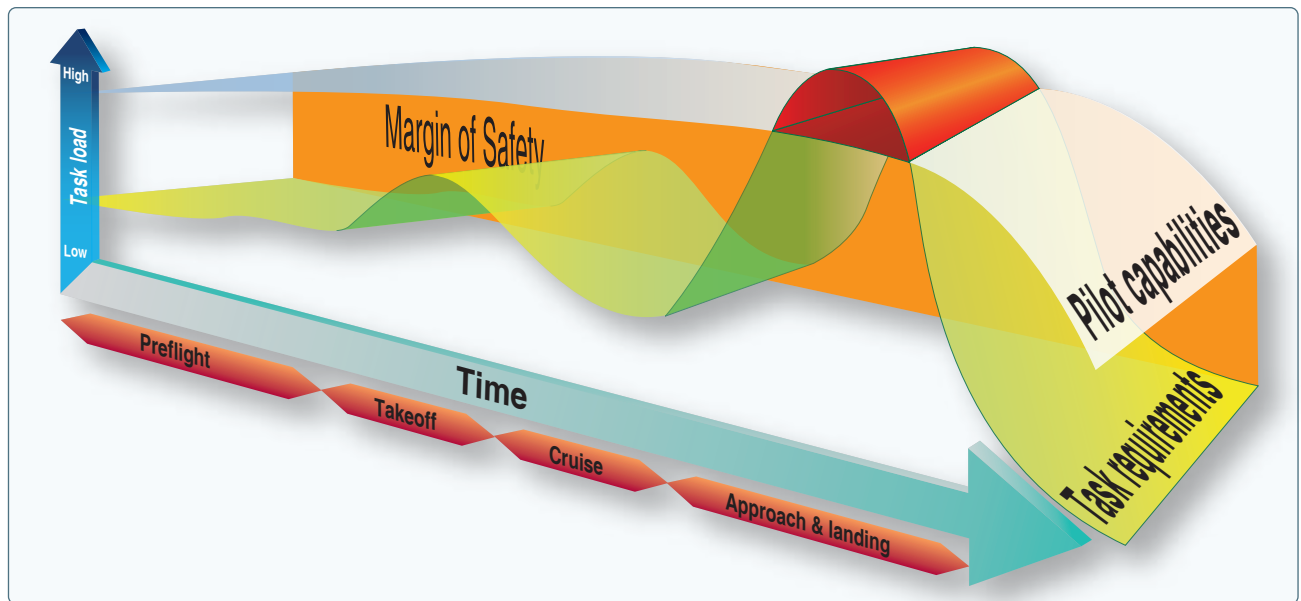 High
Task load
Low
Margin of Safety
Pilot capabilities
Task requirements
Time
Preflight
Takeoff
Cruise
Approach & landing